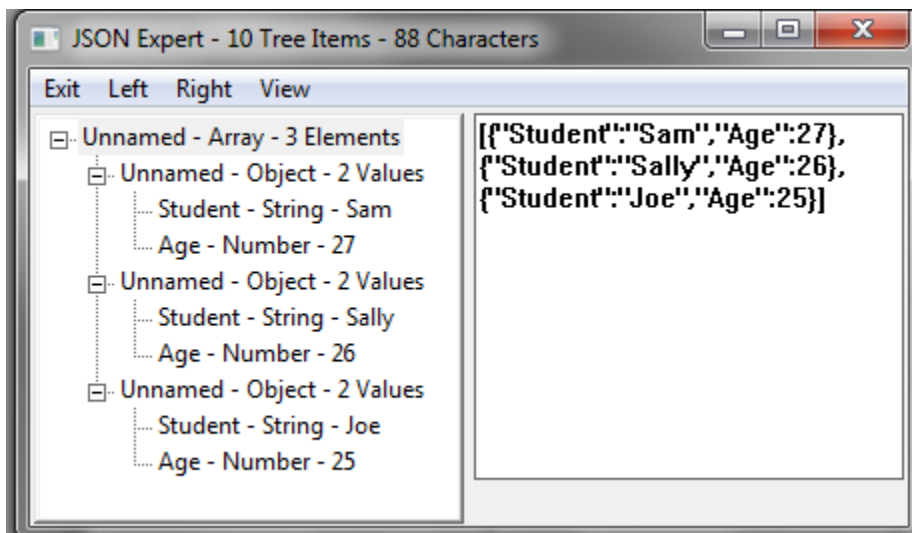 JSON Expert - 10 Tree Items - 88 Characters
Exit Left Right View
Unnamed - Array - 3 Elements
Unnamed - Object - 2 Values
Student - String - Sam
Age - Number - 27
Unnamed - Object - 2 Values
Student - String - Sally
Age - Number - 26
Unnamed - Object - 2 Values
Student - String - Joe
Age - Number - 25
[{"Student":"Sam","Age":27},
{"Student":"Sally","Age":26},
{"Student":"Joe","Age":25}]